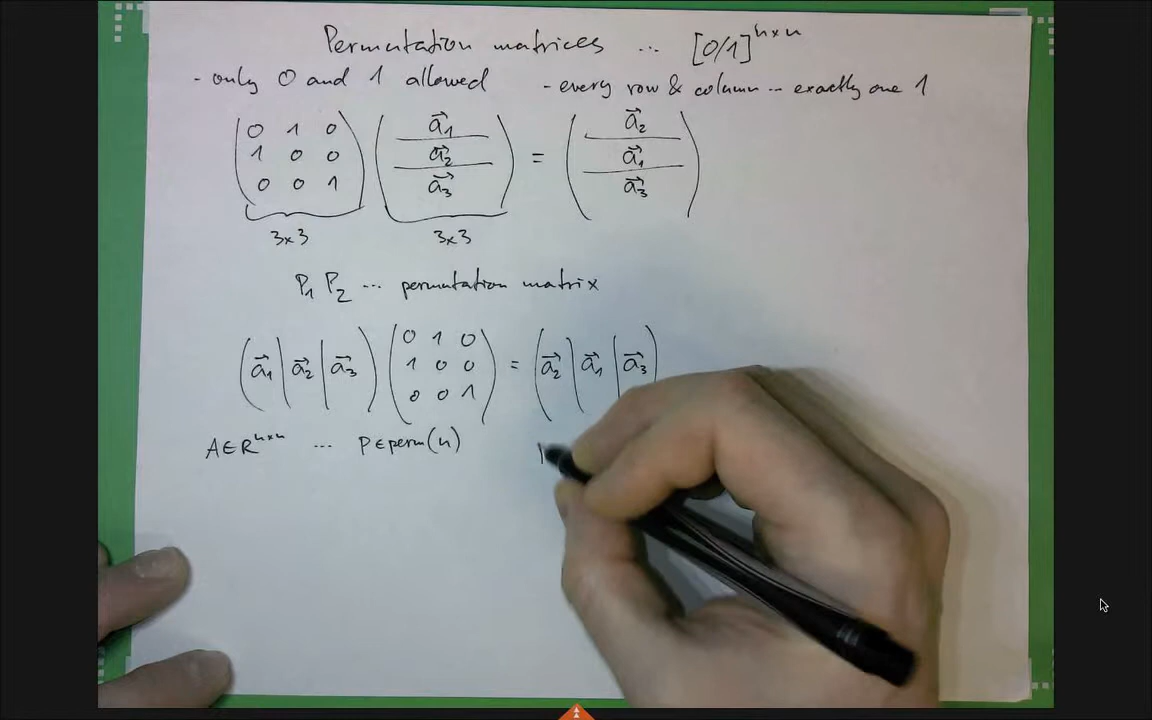 Permutation matrices ... [0/1]^{n×n}
- only 0 and 1 allowed - every row & column ... exactly one 1
(0 1 0; 1 0 0; 0 0 1) (a⃗₁; a⃗₂; a⃗₃) = (a⃗₂; a⃗₁; a⃗₃)
3×3 3×3
P₁ P₂ ... permutation matrix
(a⃗₁ | a⃗₂ | a⃗₃) (0 1 0; 1 0 0; 0 0 1) = (a⃗₂ | a⃗₁ | a⃗₃)
A∈R^{n×n} ... P∈perm(n)